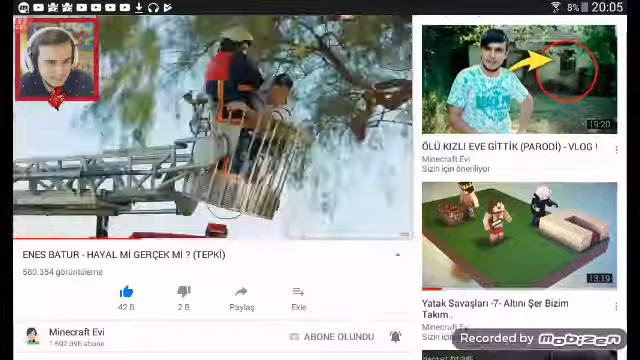 8% 20:05
19:20
ÖLÜ KIZLI EVE GİTTİK (PARODİ) - VLOG !
Minecraft Evi
Sizin için öneriliyor
ENES BATUR - HAYAL Mİ GERÇEK Mİ ? (TEPKİ)
580.354 görüntüleme
42 B
2 B
Paylaş
Ekle
Minecraft Evi
ABONE OLUNDU
13:19
Yatak Savaşları -7- Altını Şer Bizim
Takım..
Minecraft Evi
Recorded by Mobizen